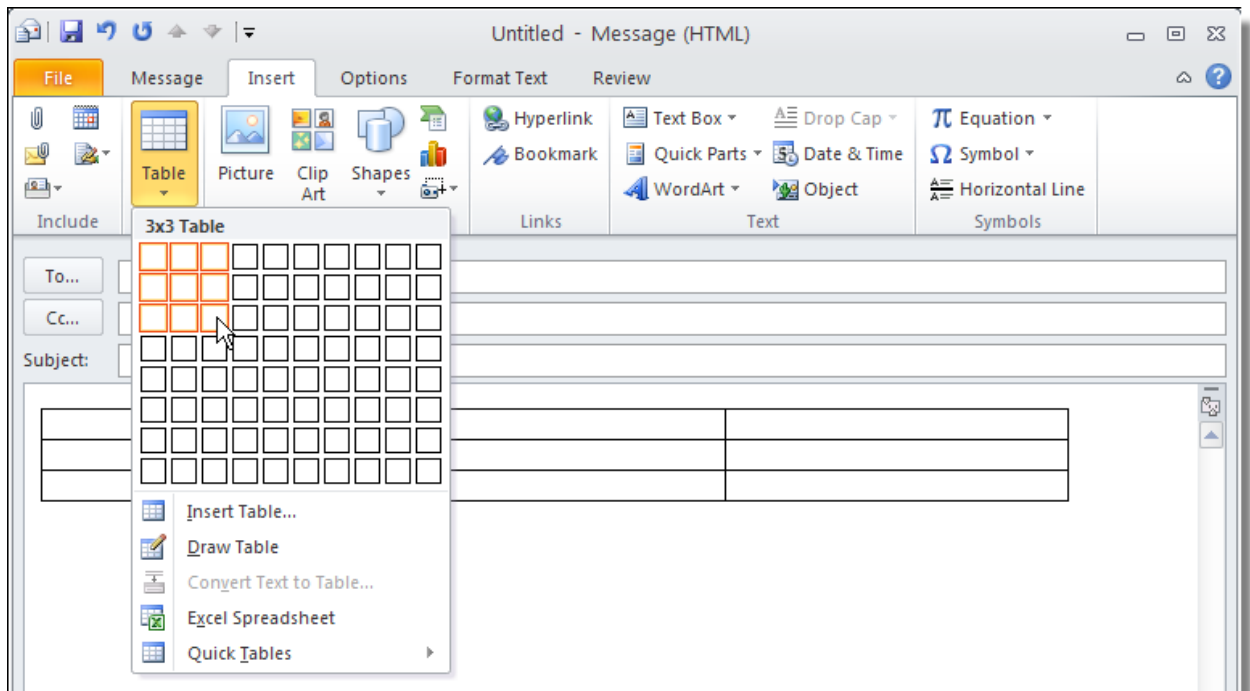 Untitled - Message (HTML)
File Message Insert Options Format Text Review
Hyperlink Text Box Drop Cap Equation
Table Picture Clip Art Shapes Bookmark Quick Parts Date & Time Symbol
WordArt Object Horizontal Line
Include Links Text Symbols
3x3 Table
To...
Cc...
Subject:
Insert Table...
Draw Table
Convert Text to Table...
Excel Spreadsheet
Quick Tables